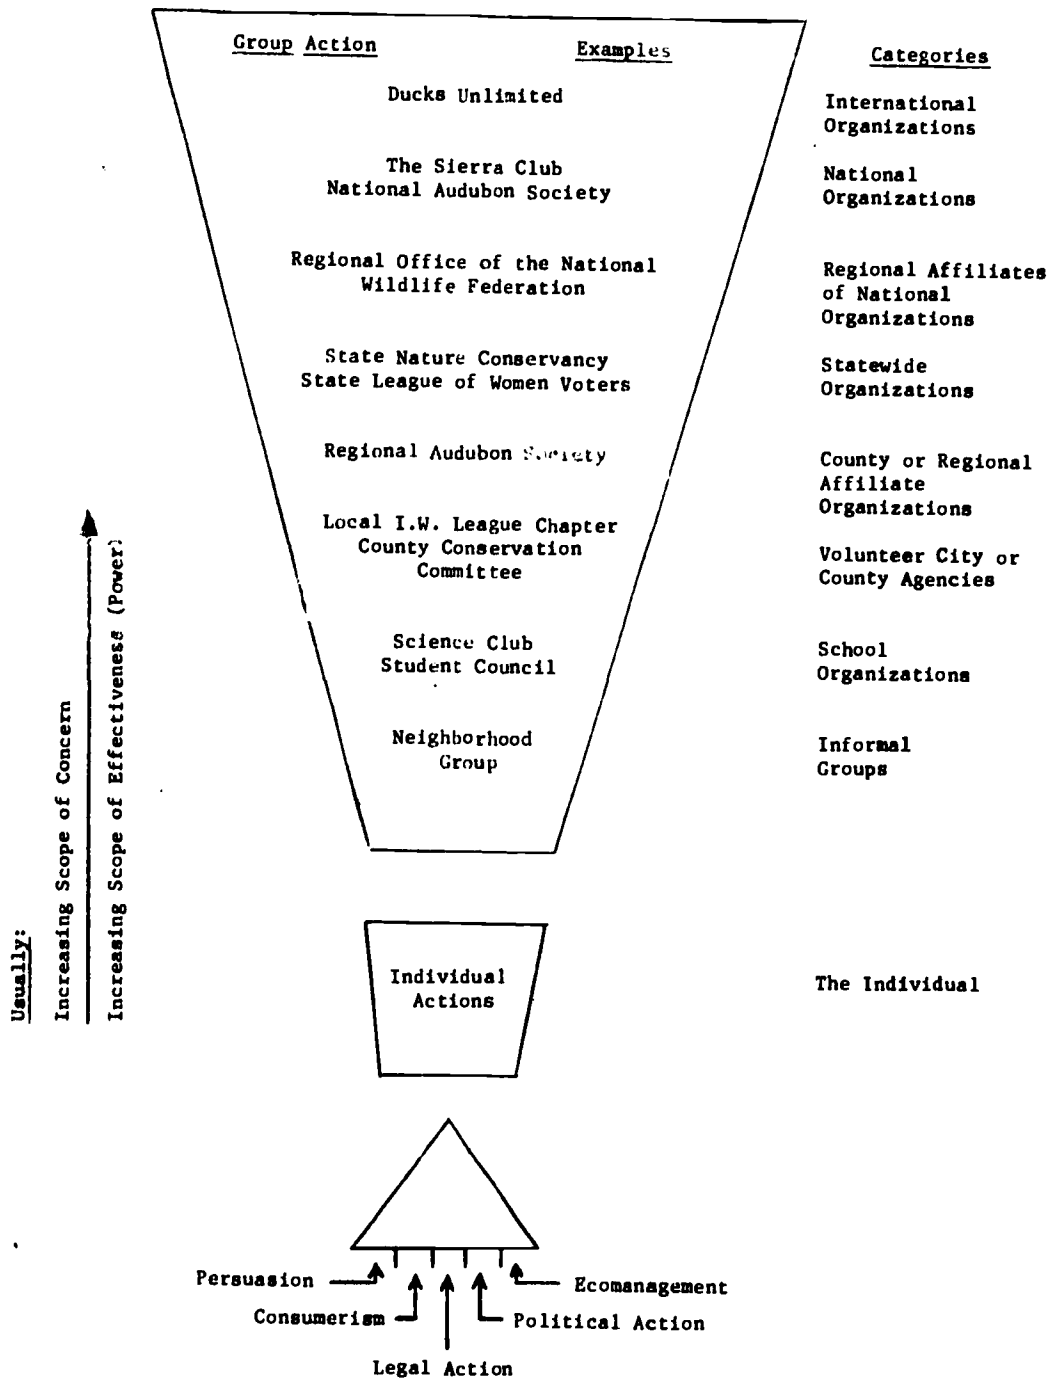 Group Action
Examples
Categories
Ducks Unlimited
International
Organizations
The Sierra Club
National Audubon Society
National
Organizations
Regional Office of the National
Wildlife Federation
Regional Affiliates
of National
Organizations
State Nature Conservancy
State League of Women Voters
Statewide
Organizations
Regional Audubon Society
County or Regional
Affiliate
Organizations
Local I.W. League Chapter
County Conservation
Committee
Volunteer City or
County Agencies
Science Club
Student Council
School
Organizations
Neighborhood
Group
Informal
Groups
Usually:
Increasing Scope of Concern
Increasing Scope of Effectiveness (Power)
Individual
Actions
The Individual
Persuasion
Ecomanagement
Consumerism
Political Action
Legal Action